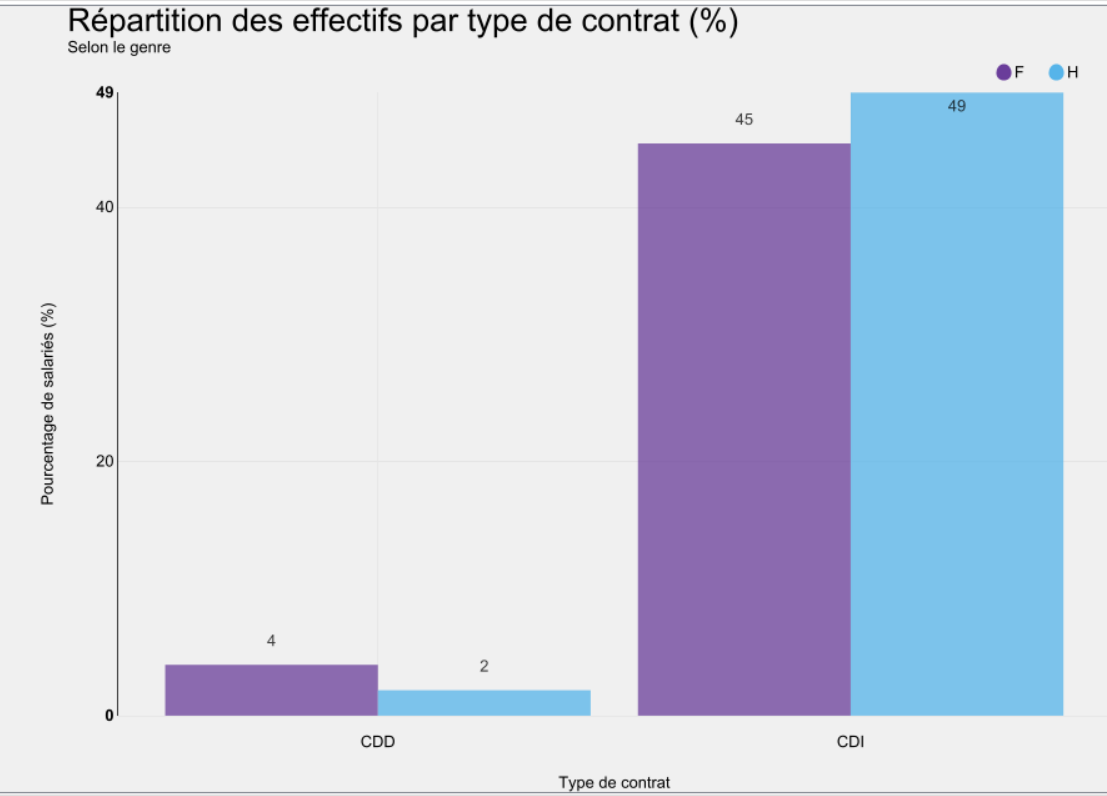 Répartition des effectifs par type de contrat (%)
Selon le genre
F H
49
45
49
40
Pourcentage de salariés (%)
20
4
2
0
CDD CDI
Type de contrat